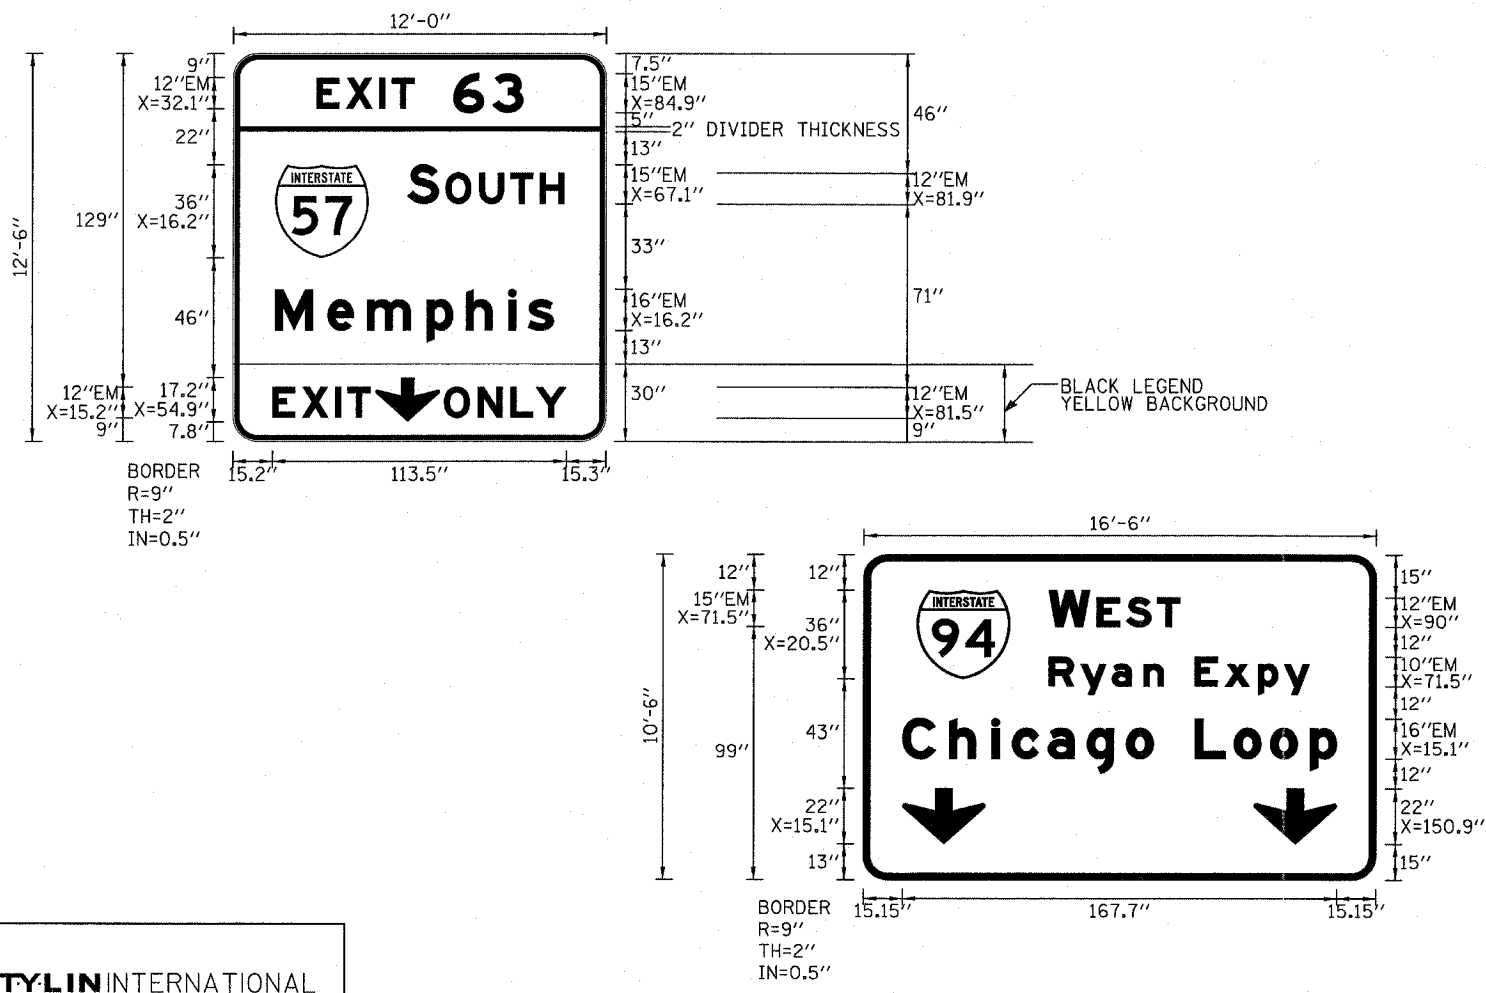 12'-0"
9"
12"EM
X=32.1"
22"
36"
X=16.2"
46"
17.2"
X=54.9"
7.8"
129"
12"EM
X=15.2"
9"
12'-6"
EXIT 63
INTERSTATE
57
SOUTH
Memphis
EXIT ONLY
7.5"
15"EM
X=84.9"
5"
2" DIVIDER THICKNESS
13"
15"EM
X=67.1"
33"
16"EM
X=16.2"
13"
30"
46"
12"EM
X=81.9"
71"
12"EM
X=81.5"
9"
BLACK LEGEND
YELLOW BACKGROUND
15.2" 113.5" 15.3"
BORDER
R=9"
TH=2"
IN=0.5"
16'-6"
12"
15"EM
X=71.5"
99"
10'-6"
12"
36"
X=20.5"
43"
22"
X=15.1"
13"
INTERSTATE
94
WEST
Ryan Expy
Chicago Loop
15"
12"EM
X=90"
12"
10"EM
X=71.5"
12"
16"EM
X=15.1"
12"
22"
X=150.9"
15"
15.15" 167.7" 15.15"
BORDER
R=9"
TH=2"
IN=0.5"
TYLININTERNATIONAL